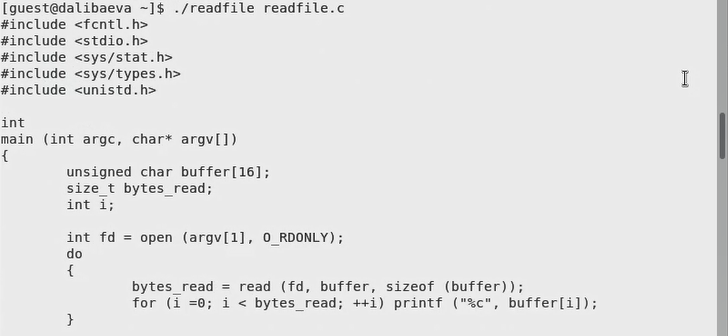 [guest@dalibaeva ~]$ ./readfile readfile.c
#include <fcntl.h>
#include <stdio.h>
#include <sys/stat.h>
#include <sys/types.h>
#include <unistd.h>

int
main (int argc, char* argv[])
{
        unsigned char buffer[16];
        size_t bytes_read;
        int i;

        int fd = open (argv[1], O_RDONLY);
        do
        {
                bytes_read = read (fd, buffer, sizeof (buffer));
                for (i =0; i < bytes_read; ++i) printf ("%c", buffer[i]);
        }